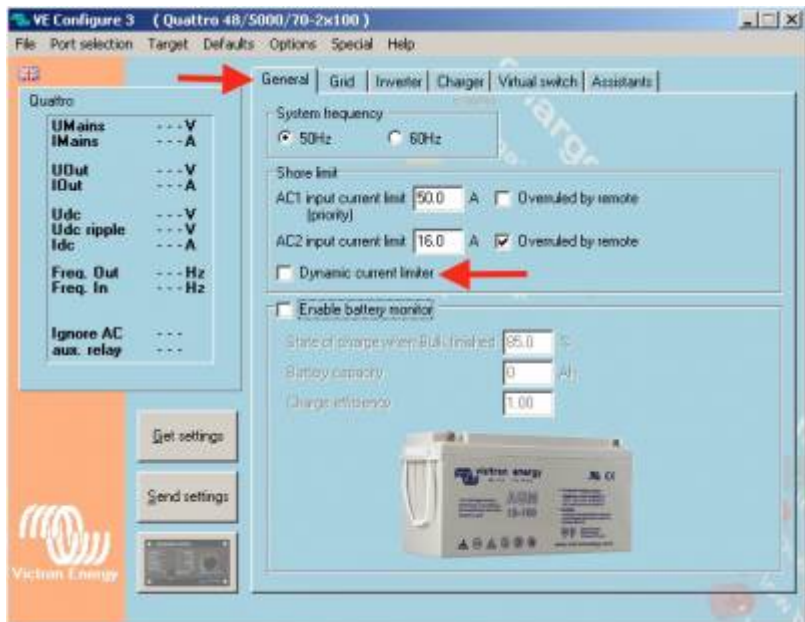 VE Configure 3 ( Quattro 48/5000/70-2x100 )
File Port selection Target Defaults Options Special Help
General Grid Inverter Charger Virtual switch Assistants
Quattro
UMains - - - V
IMains - - - A
UOut - - - V
IOut - - - A
Udc - - - V
Udc ripple - - - V
Idc - - - A
Freq. Out - - - Hz
Freq. In - - - Hz
Ignore AC - - -
aux. relay - - -
Get settings
Send settings
Victron Energy
System frequency
50Hz 60Hz
Shore limit
AC1 input current limit 50.0 A Overruled by remote
(priority)
AC2 input current limit 16.0 A Overruled by remote
Dynamic current limiter
Enable battery monitor
State of charge when Bulk finished 85.0 %
Battery capacity 0 Ah
Charge efficiency 1.00
victron energy